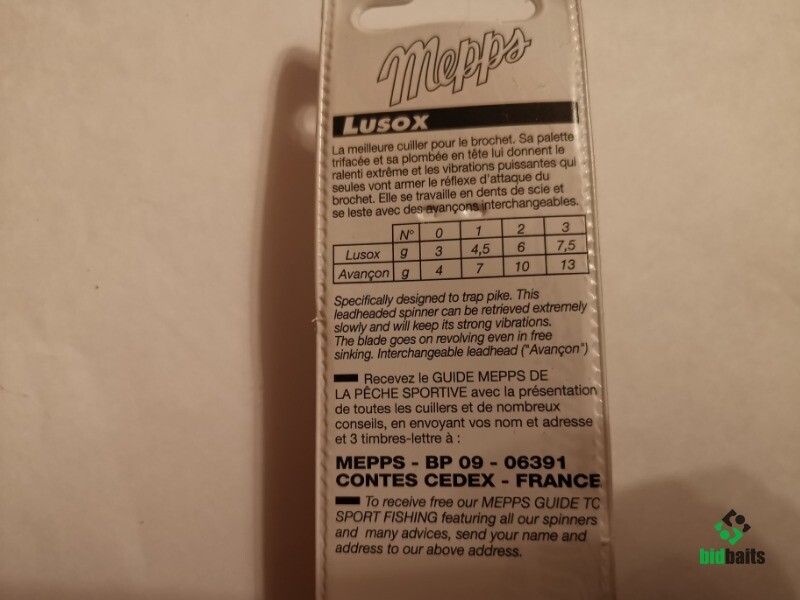 Mepps
LUSOX
La meilleure cuiller pour le brochet. Sa palette
trifacée et sa plombée en tête lui donnent le
ralenti extrême et les vibrations puissantes qui
seules vont armer le réflexe d'attaque du
brochet. Elle se travaille en dents de scie et
se leste avec des avançons interchangeables.
N° 0 1 2 3
Lusox g 3 4,5 6 7,5
Avançon g 4 7 10 13
Specifically designed to trap pike. This
leadheaded spinner can be retrieved extremely
slowly and will keep its strong vibrations.
The blade goes on revolving even in free
sinking. Interchangeable leadhead ("Avançon")
Recevez le GUIDE MEPPS DE
LA PÊCHE SPORTIVE avec la présentation
de toutes les cuillers et de nombreux
conseils, en envoyant vos nom et adresse
et 3 timbres-lettre à :
MEPPS - BP 09 - 06391
CONTES CEDEX - FRANCE
To receive free our MEPPS GUIDE TO
SPORT FISHING featuring all our spinners
and many advices, send your name and
address to our above address.
bidbaits